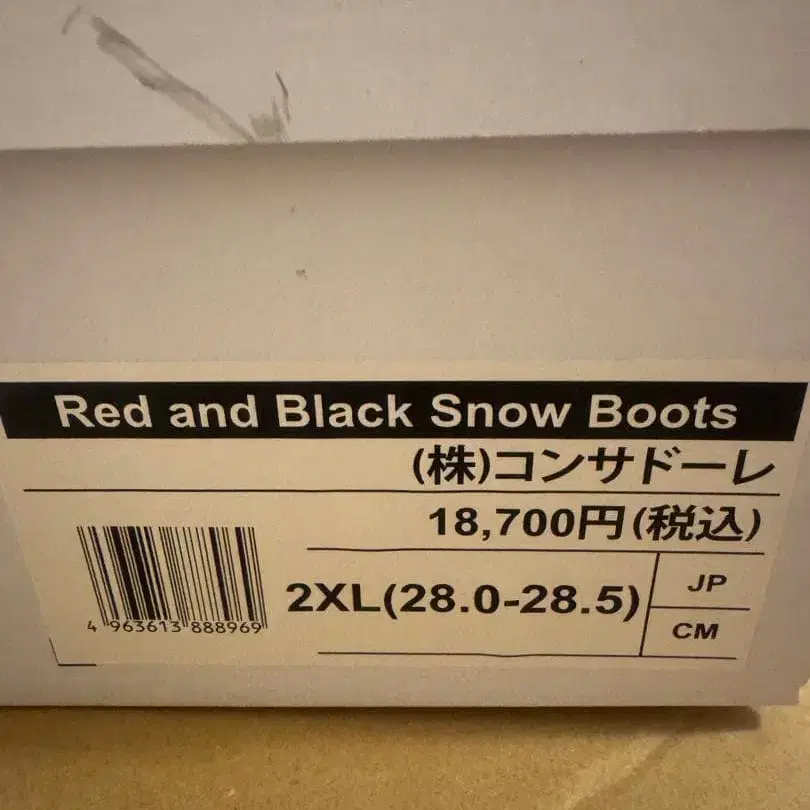 Red and Black Snow Boots
(株)コンサドーレ
18,700円(税込)
2XL(28.0-28.5)
JP
CM
4 963613 888969